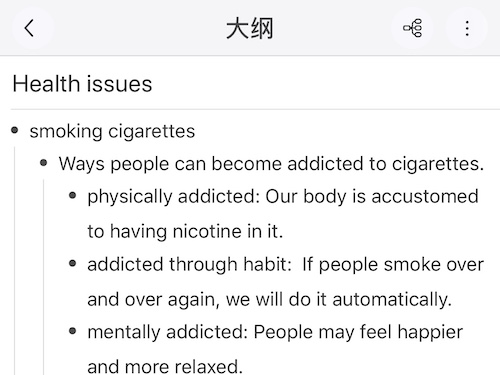 大纲
Health issues
smoking cigarettes
Ways people can become addicted to cigarettes.
physically addicted: Our body is accustomed
to having nicotine in it.
addicted through habit:  If people smoke over
and over again, we will do it automatically.
mentally addicted: People may feel happier
and more relaxed.